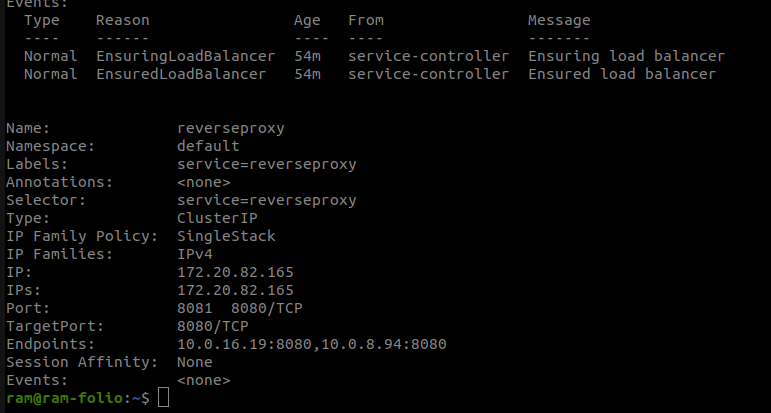 Events:
  Type    Reason                Age   From                Message
  ----    ------                ----  ----                -------
  Normal  EnsuringLoadBalancer  54m   service-controller  Ensuring load balancer
  Normal  EnsuredLoadBalancer   54m   service-controller  Ensured load balancer
Name:              reverseproxy
Namespace:         default
Labels:            service=reverseproxy
Annotations:       <none>
Selector:          service=reverseproxy
Type:              ClusterIP
IP Family Policy:  SingleStack
IP Families:       IPv4
IP:                172.20.82.165
IPs:               172.20.82.165
Port:              8081  8080/TCP
TargetPort:        8080/TCP
Endpoints:         10.0.16.19:8080,10.0.8.94:8080
Session Affinity:  None
Events:            <none>
ram@ram-folio:~$